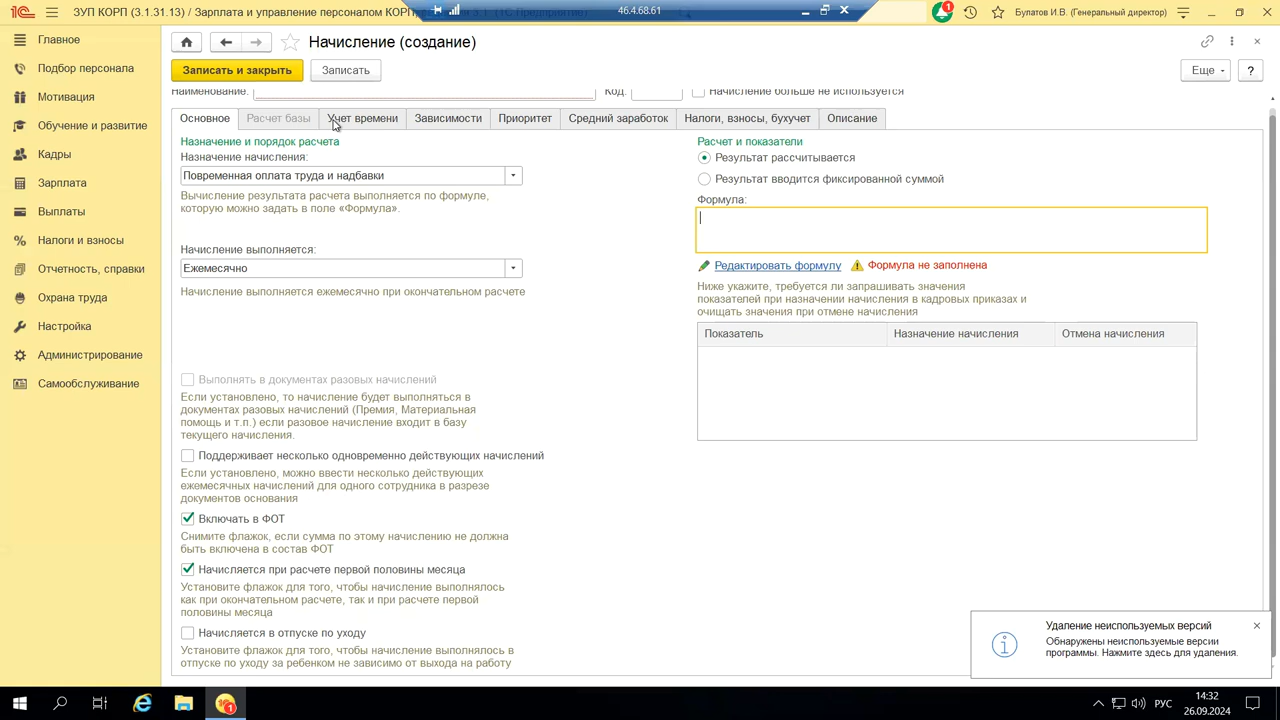 ЗУП КОРП (3.1.31.13) / Зарплата и управление персоналом КОРП,
46.4.68.61
1
Булатов И.В. (Генеральный директор)
Главное
Подбор персонала
Мотивация
Обучение и развитие
Кадры
Зарплата
Выплаты
Налоги и взносы
Отчетность, справки
Охрана труда
Настройка
Администрирование
Самообслуживание
Начисление (создание)
Записать и закрыть
Записать
Еще
?
Наименование:
Код:
Начисление больше не используется
Основное
Расчет базы
Учет времени
Зависимости
Приоритет
Средний заработок
Налоги, взносы, бухучет
Описание
Назначение и порядок расчета
Назначение начисления:
Повременная оплата труда и надбавки
Вычисление результата расчета выполняется по формуле,
которую можно задать в поле «Формула».
Начисление выполняется:
Ежемесячно
Начисление выполняется ежемесячно при окончательном расчете
Выполнять в документах разовых начислений
Если установлено, то начисление будет выполняться в
документах разовых начислений (Премия, Материальная
помощь и т.п.) если разовое начисление входит в базу
текущего начисления.
Поддерживает несколько одновременно действующих начислений
Если установлено, можно ввести несколько действующих
ежемесячных начислений для одного сотрудника в разрезе
документов основания
Включать в ФОТ
Снимите флажок, если сумма по этому начислению не должна
быть включена в состав ФОТ
Начисляется при расчете первой половины месяца
Установите флажок для того, чтобы начисление выполнялось
как при окончательном расчете, так и при расчете первой
половины месяца
Начисляется в отпуске по уходу
Установите флажок для того, чтобы начисление выполнялось в
отпуске по уходу за ребенком не зависимо от выхода на работу
Расчет и показатели
Результат рассчитывается
Результат вводится фиксированной суммой
Формула:
Редактировать формулу
Формула не заполнена
Ниже укажите, требуется ли запрашивать значения
показателей при назначении начисления в кадровых приказах и
очищать значения при отмене начисления
Показатель
Назначение начисления
Отмена начисления
Удаление неиспользуемых версий
Обнаружены неиспользуемые версии
программы. Нажмите здесь для удаления.
1
РУС
14:32
26.09.2024